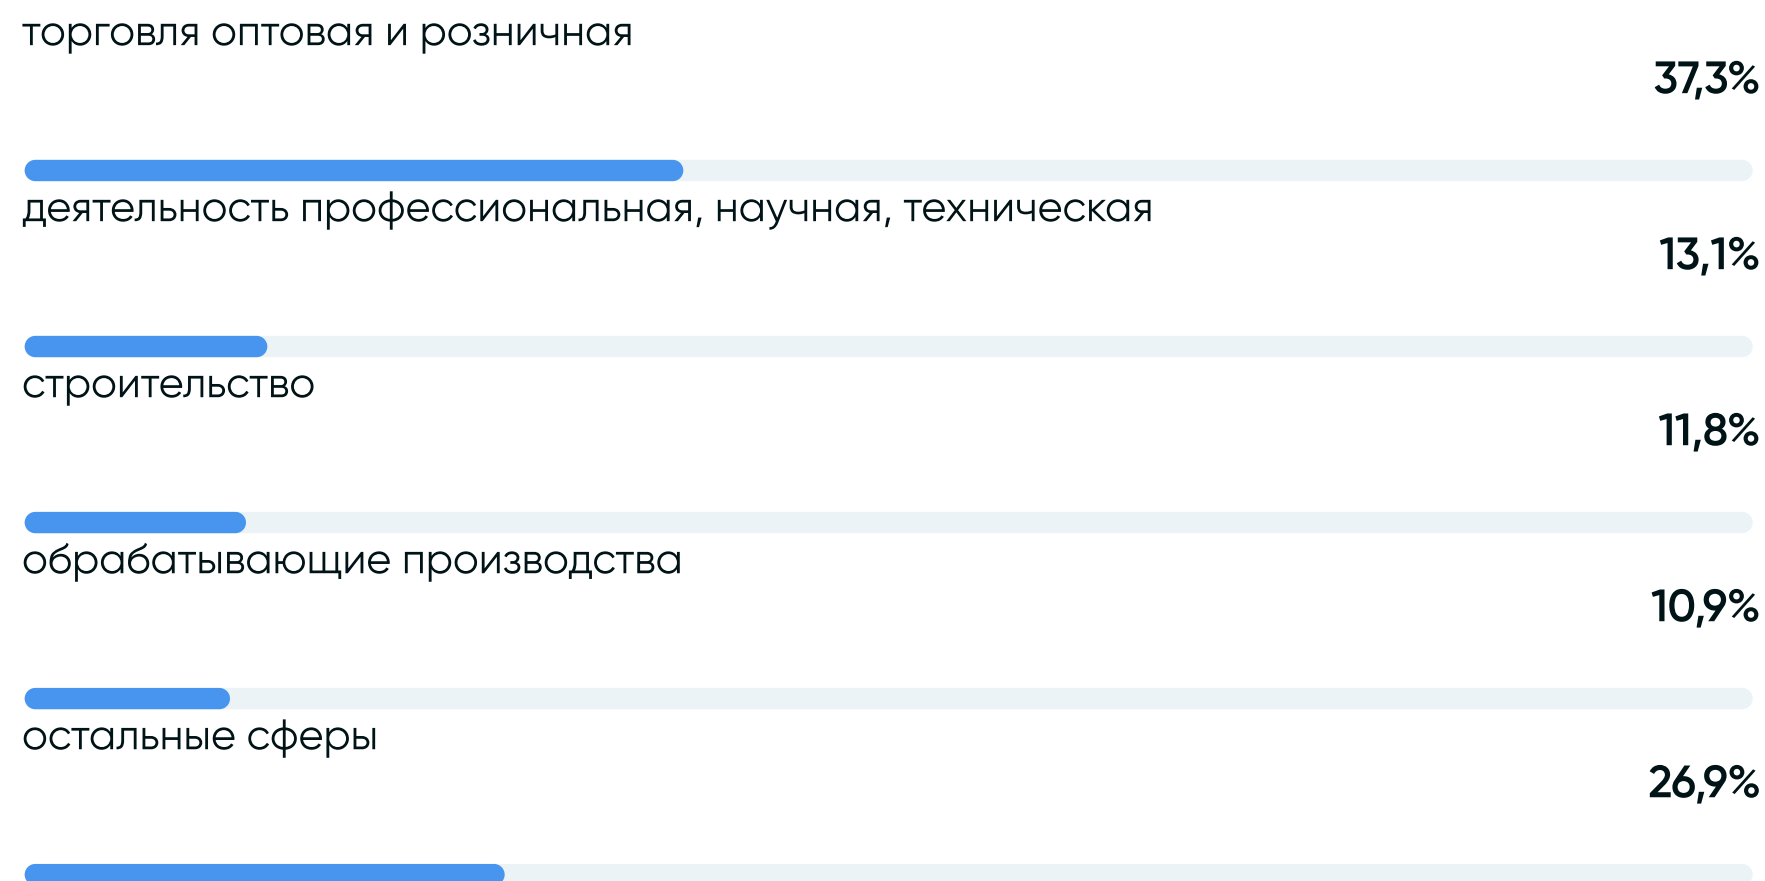 торговля оптовая и розничная
37,3%
деятельность профессиональная, научная, техническая
13,1%
строительство
11,8%
обрабатывающие производства
10,9%
остальные сферы
26,9%